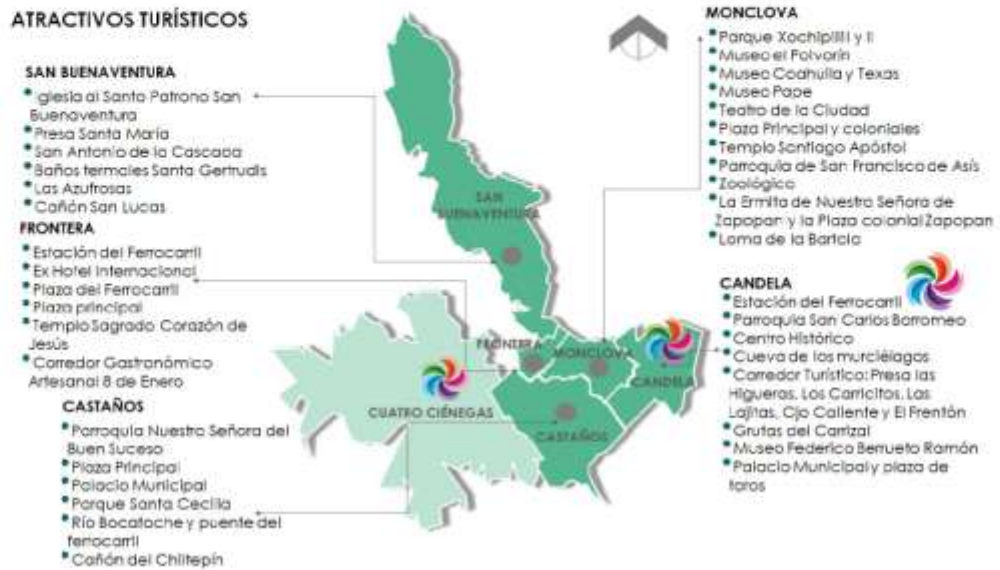 ATRACTIVOS TURÍSTICOS
SAN BUENAVENTURA
Iglesia al Santo Patrono San
Buenaventura
Presa Santa María
San Antonio de la Cascada
Baños termales Santa Gertrudis
Las Azufrosas
Cañón San Lucas
FRONTERA
Estación del Ferrocarril
Ex Hotel Internacional
Plaza del Ferrocarril
Plaza principal
Templo Sagrado Corazón de
Jesús
Corredor Gastronómico
Artesanal 8 de Enero
CASTAÑOS
Parroquia Nuestro Señora del
Buen Suceso
Plaza Principal
Palacio Municipal
Parque Santa Cecilia
Río Bocatoche y puente del
ferrocarril
Cañón del Chiltepín
SAN
BUENAVENTURA
FRONTERA
MONCLOVA
CANDELA
CUATRO CIÉNEGAS
CASTAÑOS
MONCLOVA
Parque Xochipilli I y II
Museo el Polvorín
Museo Coahuila y Texas
Museo Pape
Teatro de la Ciudad
Plaza Principal y coloniales
Templo Santiago Apóstol
Parroquia de San Francisco de Asís
Zoológico
La Ermita de Nuestro Señora de
Zapopan y la Plaza colonial Zapopan
Loma de la Bartola
CANDELA
Estación del Ferrocarril
Parroquia San Carlos Borromeo
Centro Histórico
Cueva de los murciélagos
Corredor Turístico: Presa las
Higueras, Los Carricitos, Las
Lajitas, Ojo Caliente y El Frentón
Grutas del Carrizal
Museo Federico Berrueto Ramón
Palacio Municipal y plaza de
toros